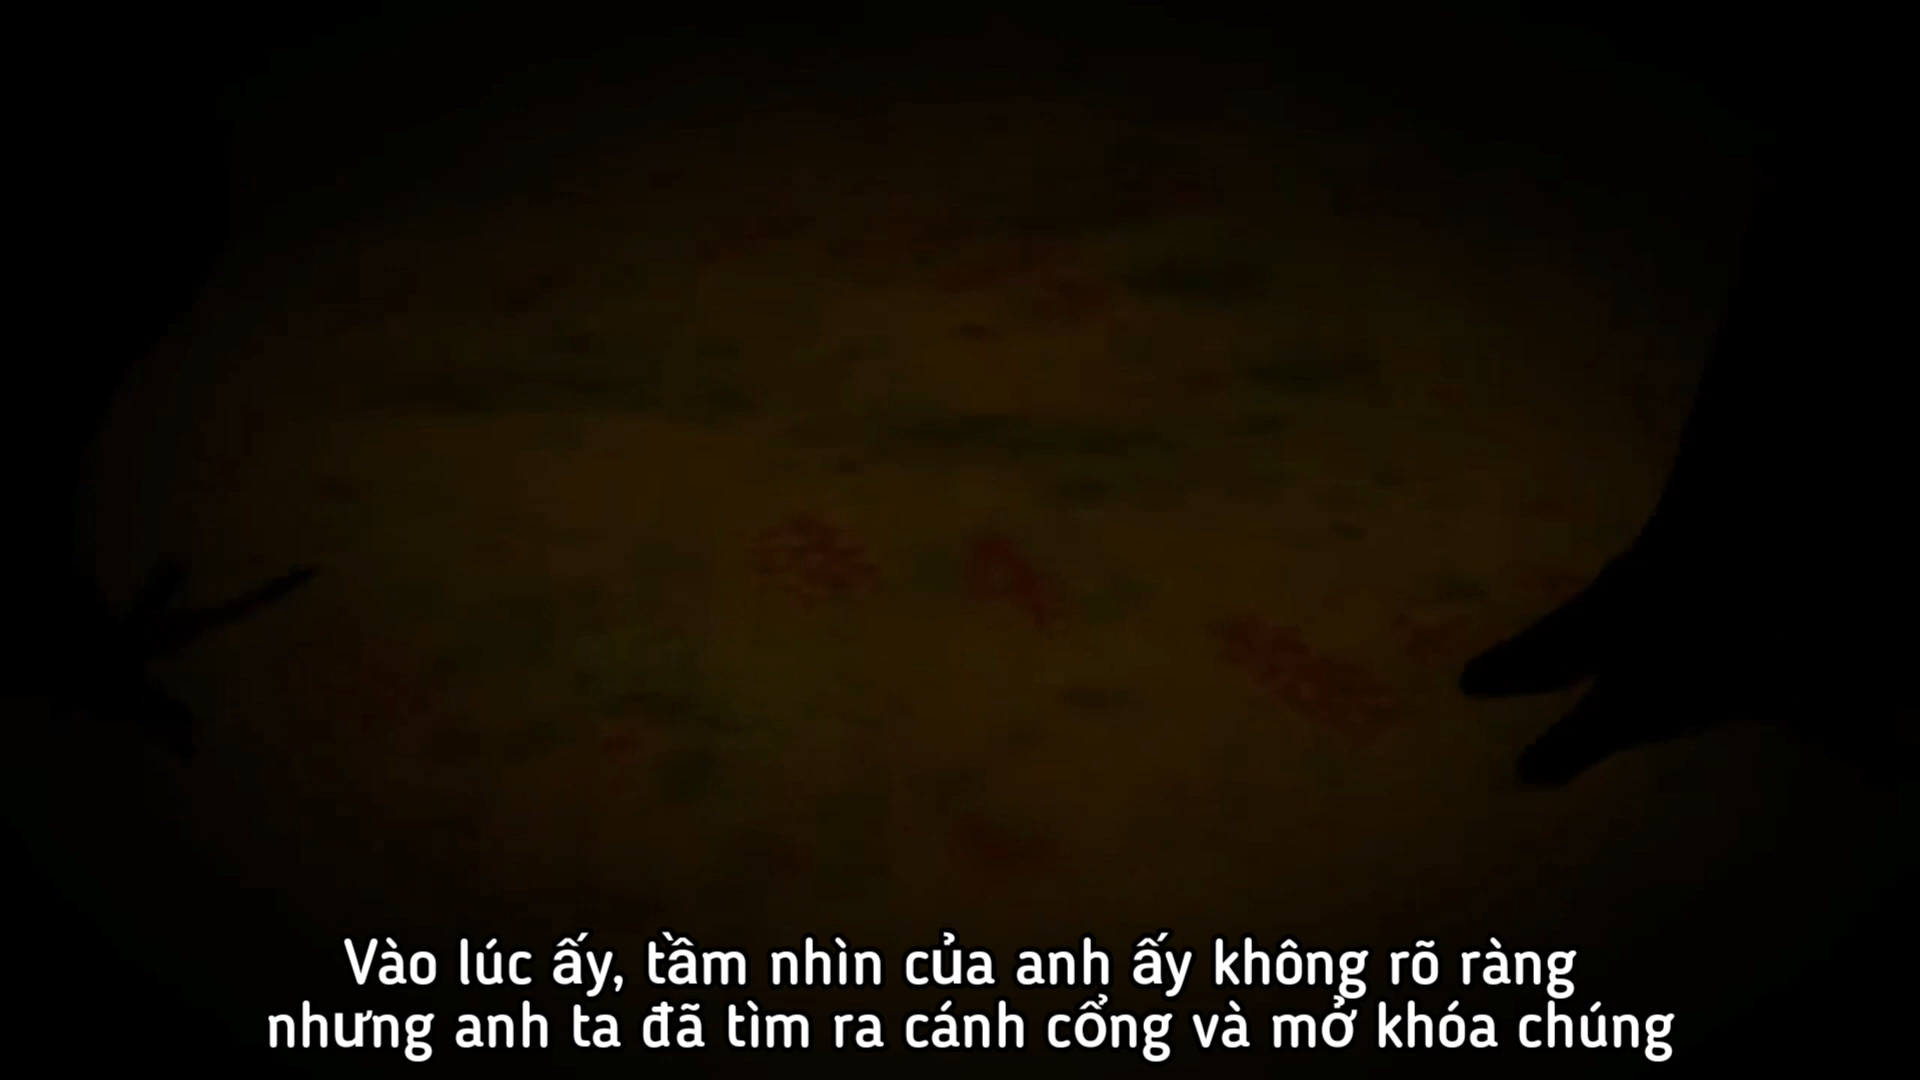 Vào lúc ấy, tầm nhìn của anh ấy không rõ ràng
nhưng anh ta đã tìm ra cánh cổng và mở khóa chúng